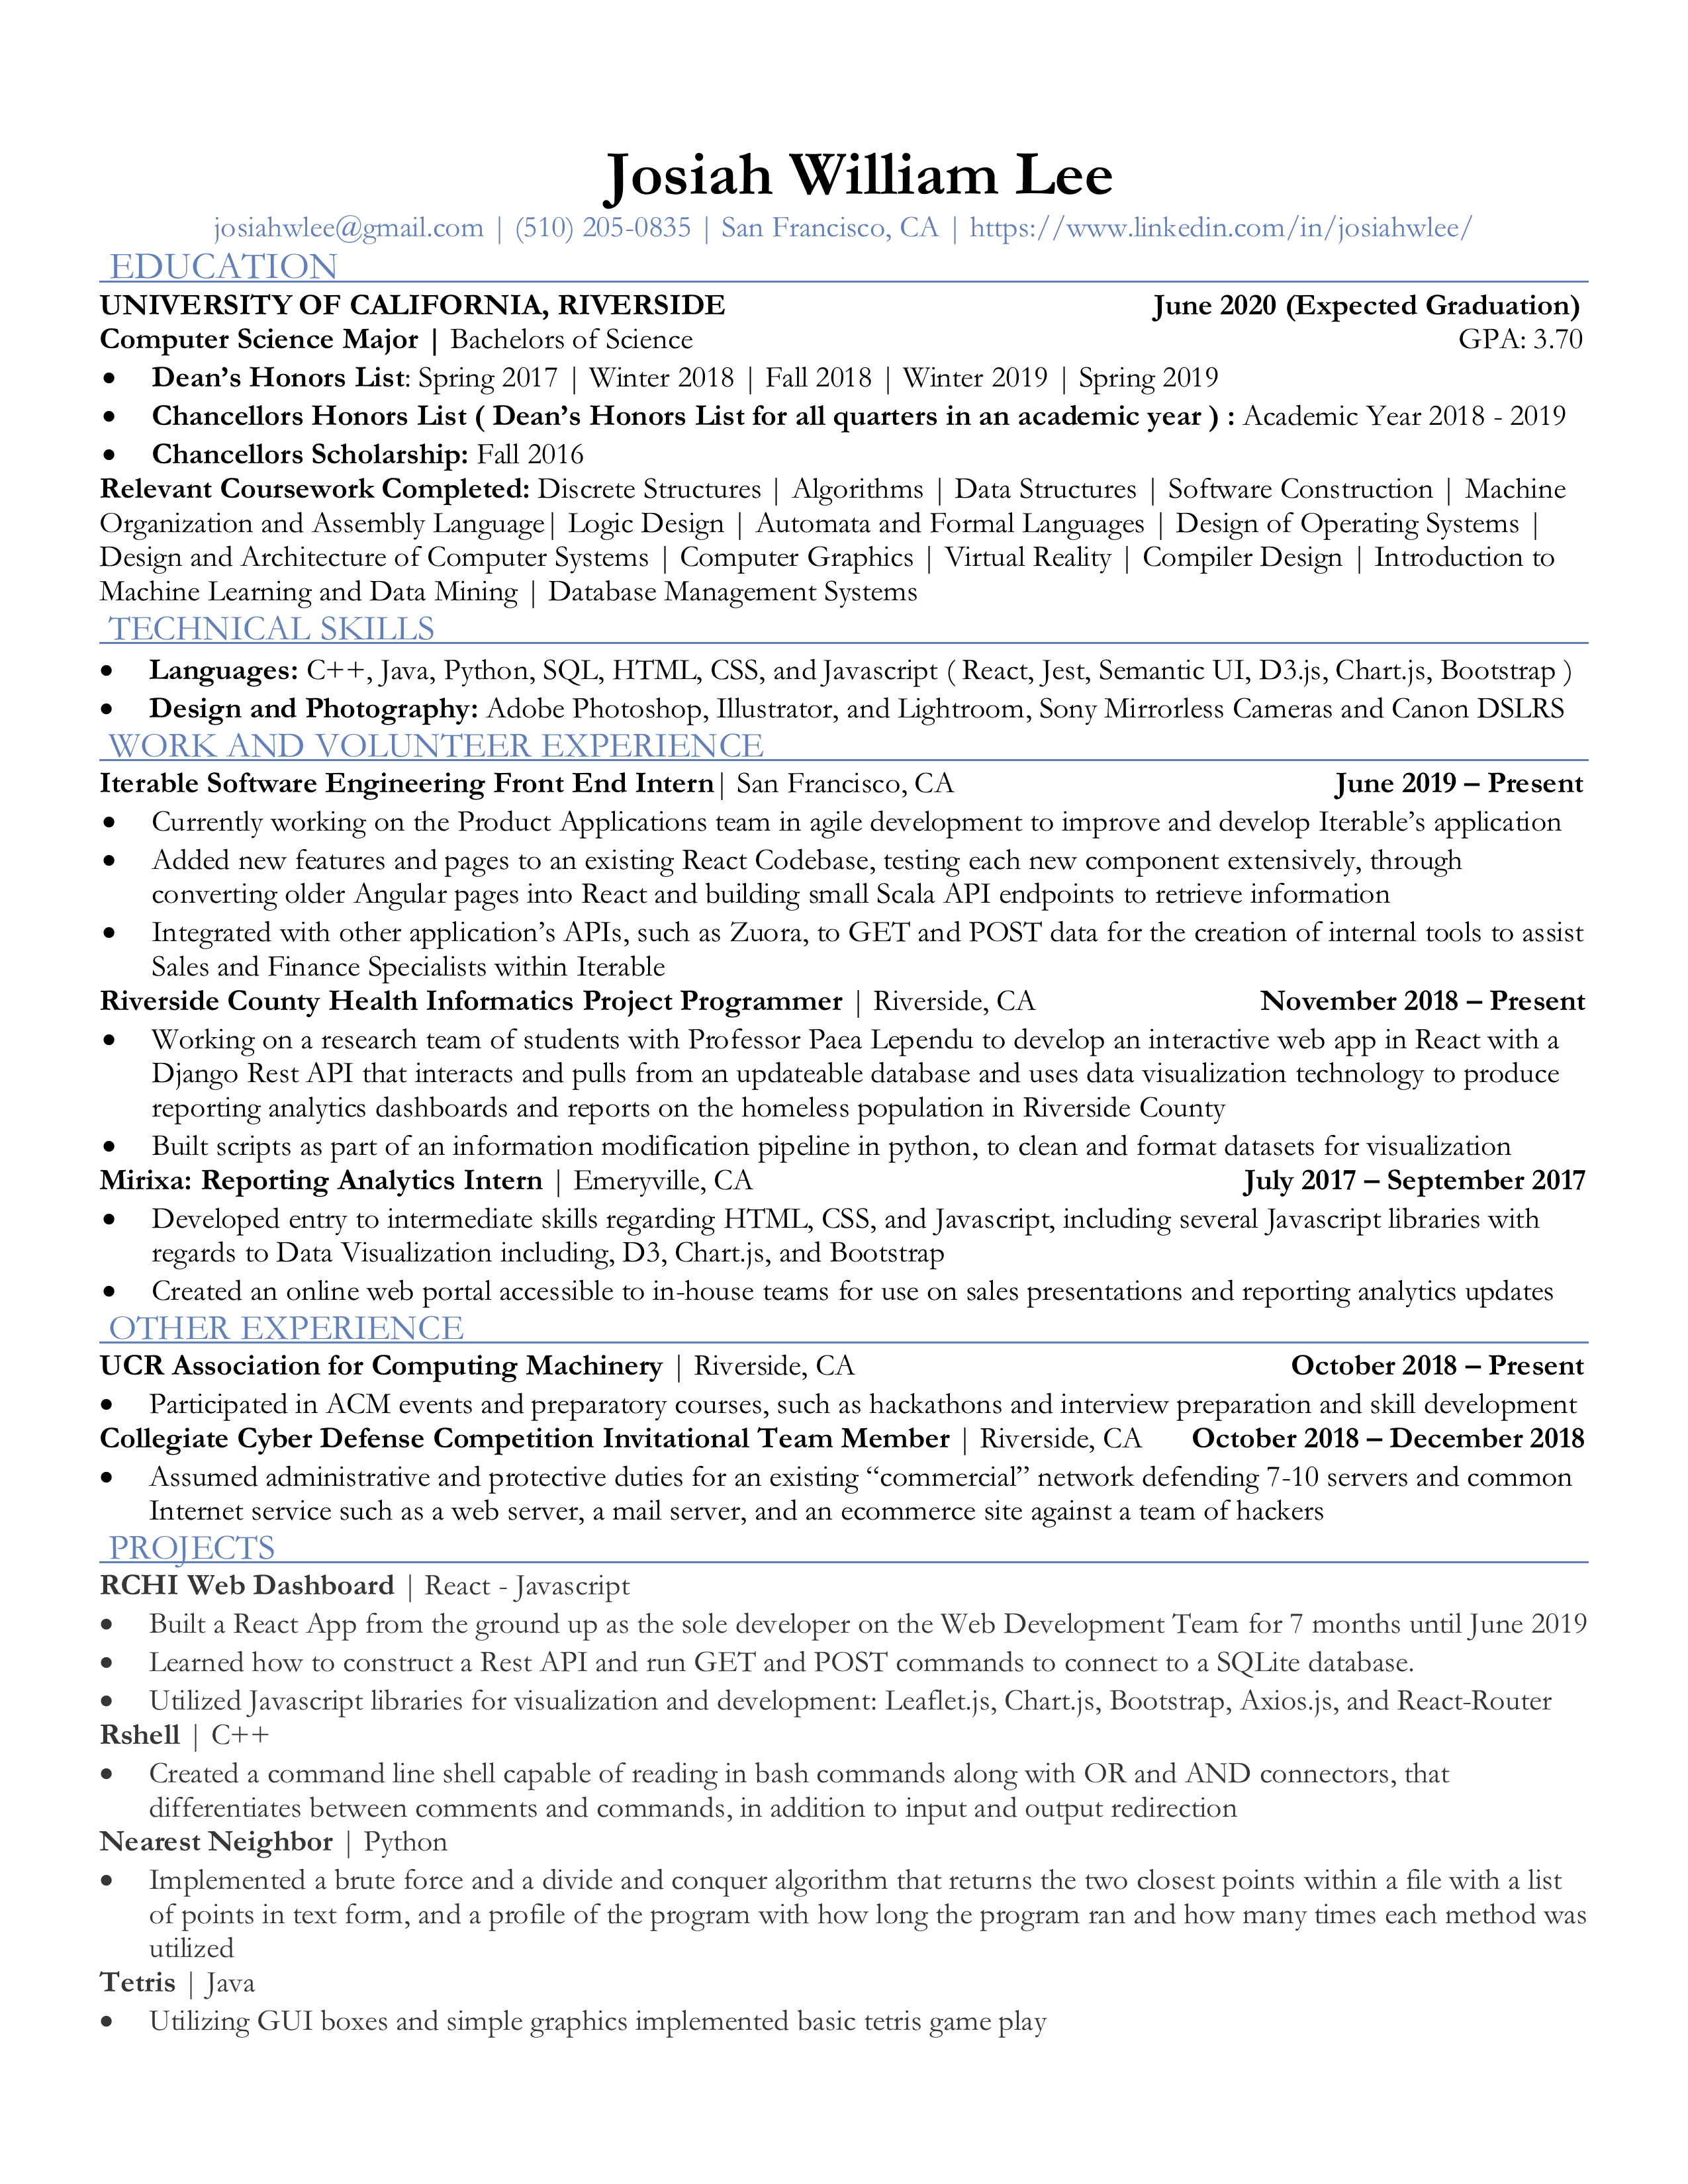 Josiah William Lee
josiahwlee@gmail.com | (510) 205-0835 | San Francisco, CA | https://www.linkedin.com/in/josiahwlee/
EDUCATION
UNIVERSITY OF CALIFORNIA, RIVERSIDE June 2020 (Expected Graduation)
Computer Science Major | Bachelors of Science GPA: 3.70
• Dean's Honors List: Spring 2017 | Winter 2018 | Fall 2018 | Winter 2019 | Spring 2019
• Chancellors Honors List ( Dean's Honors List for all quarters in an academic year ) : Academic Year 2018 - 2019
• Chancellors Scholarship: Fall 2016
Relevant Coursework Completed: Discrete Structures | Algorithms | Data Structures | Software Construction | Machine
Organization and Assembly Language| Logic Design | Automata and Formal Languages | Design of Operating Systems |
Design and Architecture of Computer Systems | Computer Graphics | Virtual Reality | Compiler Design | Introduction to
Machine Learning and Data Mining | Database Management Systems
TECHNICAL SKILLS
• Languages: C++, Java, Python, SQL, HTML, CSS, and Javascript ( React, Jest, Semantic UI, D3.js, Chart.js, Bootstrap )
• Design and Photography: Adobe Photoshop, Illustrator, and Lightroom, Sony Mirrorless Cameras and Canon DSLRS
WORK AND VOLUNTEER EXPERIENCE
Iterable Software Engineering Front End Intern| San Francisco, CA June 2019 – Present
• Currently working on the Product Applications team in agile development to improve and develop Iterable's application
• Added new features and pages to an existing React Codebase, testing each new component extensively, through
converting older Angular pages into React and building small Scala API endpoints to retrieve information
• Integrated with other application's APIs, such as Zuora, to GET and POST data for the creation of internal tools to assist
Sales and Finance Specialists within Iterable
Riverside County Health Informatics Project Programmer | Riverside, CA November 2018 – Present
• Working on a research team of students with Professor Paea Lependu to develop an interactive web app in React with a
Django Rest API that interacts and pulls from an updateable database and uses data visualization technology to produce
reporting analytics dashboards and reports on the homeless population in Riverside County
• Built scripts as part of an information modification pipeline in python, to clean and format datasets for visualization
Mirixa: Reporting Analytics Intern | Emeryville, CA July 2017 – September 2017
• Developed entry to intermediate skills regarding HTML, CSS, and Javascript, including several Javascript libraries with
regards to Data Visualization including, D3, Chart.js, and Bootstrap
• Created an online web portal accessible to in-house teams for use on sales presentations and reporting analytics updates
OTHER EXPERIENCE
UCR Association for Computing Machinery | Riverside, CA October 2018 – Present
• Participated in ACM events and preparatory courses, such as hackathons and interview preparation and skill development
Collegiate Cyber Defense Competition Invitational Team Member | Riverside, CA October 2018 – December 2018
• Assumed administrative and protective duties for an existing “commercial” network defending 7-10 servers and common
Internet service such as a web server, a mail server, and an ecommerce site against a team of hackers
PROJECTS
RCHI Web Dashboard | React - Javascript
• Built a React App from the ground up as the sole developer on the Web Development Team for 7 months until June 2019
• Learned how to construct a Rest API and run GET and POST commands to connect to a SQLite database.
• Utilized Javascript libraries for visualization and development: Leaflet.js, Chart.js, Bootstrap, Axios.js, and React-Router
Rshell | C++
• Created a command line shell capable of reading in bash commands along with OR and AND connectors, that
differentiates between comments and commands, in addition to input and output redirection
Nearest Neighbor | Python
• Implemented a brute force and a divide and conquer algorithm that returns the two closest points within a file with a list
of points in text form, and a profile of the program with how long the program ran and how many times each method was
utilized
Tetris | Java
• Utilizing GUI boxes and simple graphics implemented basic tetris game play